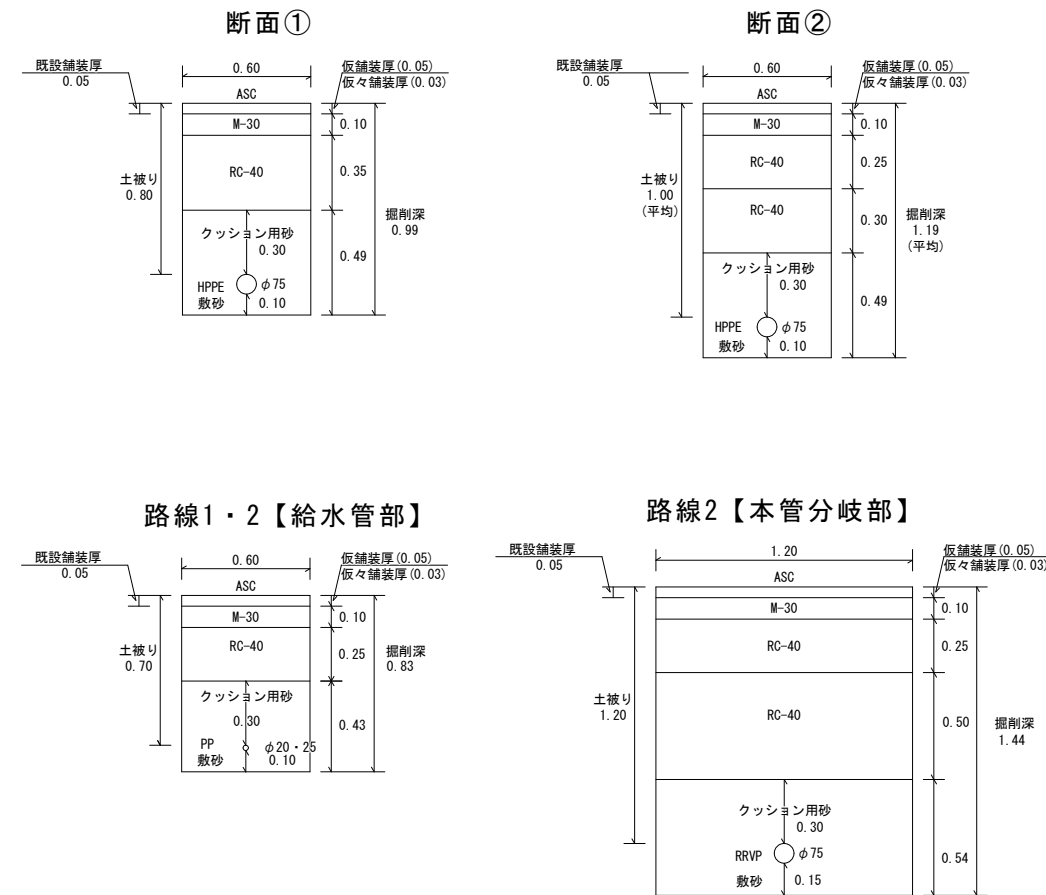 断面①
既設舗装厚
0.05
0.60
仮舗装厚(0.05)
仮々舗装厚(0.03)
ASC
M-30
0.10
RC-40
0.35
土被り
0.80
掘削深
0.99
クッション用砂
0.30
0.49
HPPE
φ75
敷砂
0.10
断面②
既設舗装厚
0.05
0.60
仮舗装厚(0.05)
仮々舗装厚(0.03)
ASC
M-30
0.10
RC-40
0.25
土被り
1.00
(平均)
RC-40
0.30
掘削深
1.19
(平均)
クッション用砂
0.30
0.49
HPPE
φ75
敷砂
0.10
路線1・2【給水管部】
既設舗装厚
0.05
0.60
仮舗装厚(0.05)
仮々舗装厚(0.03)
ASC
M-30
0.10
RC-40
0.25
土被り
0.70
掘削深
0.83
クッション用砂
0.30
0.43
PP
φ20・25
敷砂
0.10
路線2【本管分岐部】
既設舗装厚
0.05
1.20
仮舗装厚(0.05)
仮々舗装厚(0.03)
ASC
M-30
0.10
RC-40
0.25
土被り
1.20
RC-40
0.50
掘削深
1.44
クッション用砂
0.30
RRVP
φ75
0.54
敷砂
0.15